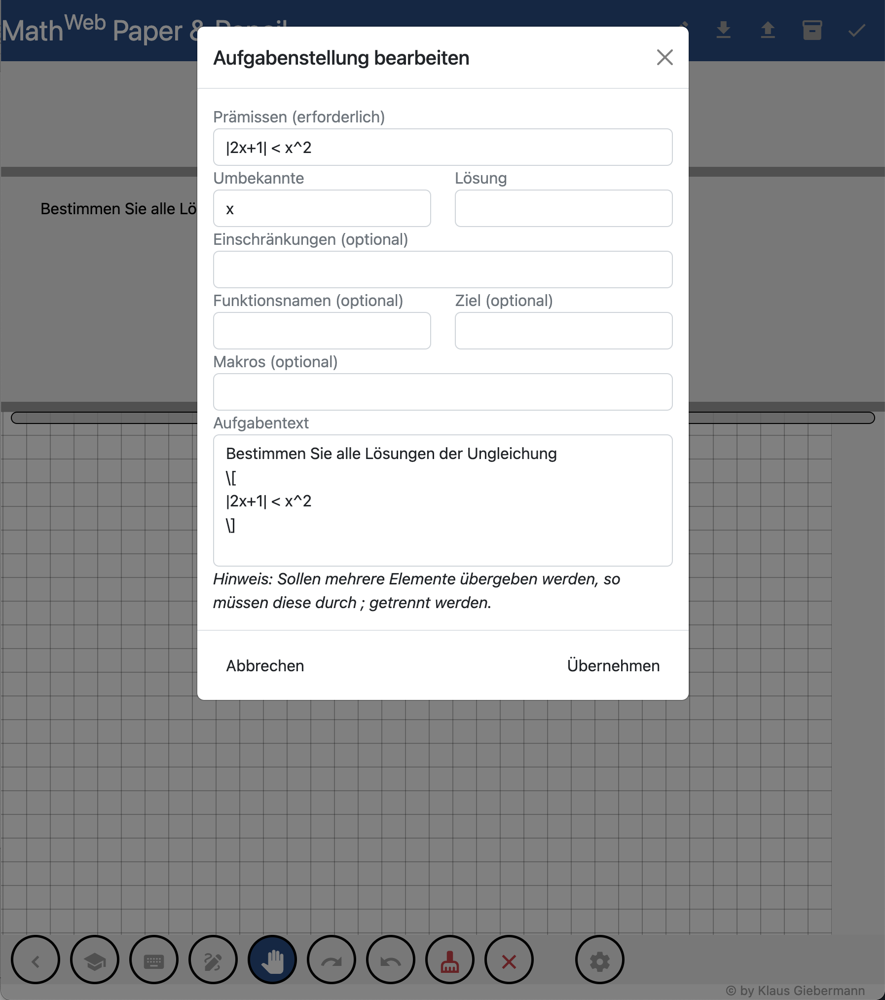 Math^Web Paper &
Aufgabenstellung bearbeiten
Prämissen (erforderlich)
|2x+1| < x^2
Umbekannte
Lösung
Bestimmen Sie alle Lö
x
Einschränkungen (optional)
Funktionsnamen (optional)
Ziel (optional)
Makros (optional)
Aufgabentext
Bestimmen Sie alle Lösungen der Ungleichung
\[
|2x+1| < x^2
\]
Hinweis: Sollen mehrere Elemente übergeben werden, so
müssen diese durch ; getrennt werden.
Abbrechen
Übernehmen
© by Klaus Giebermann